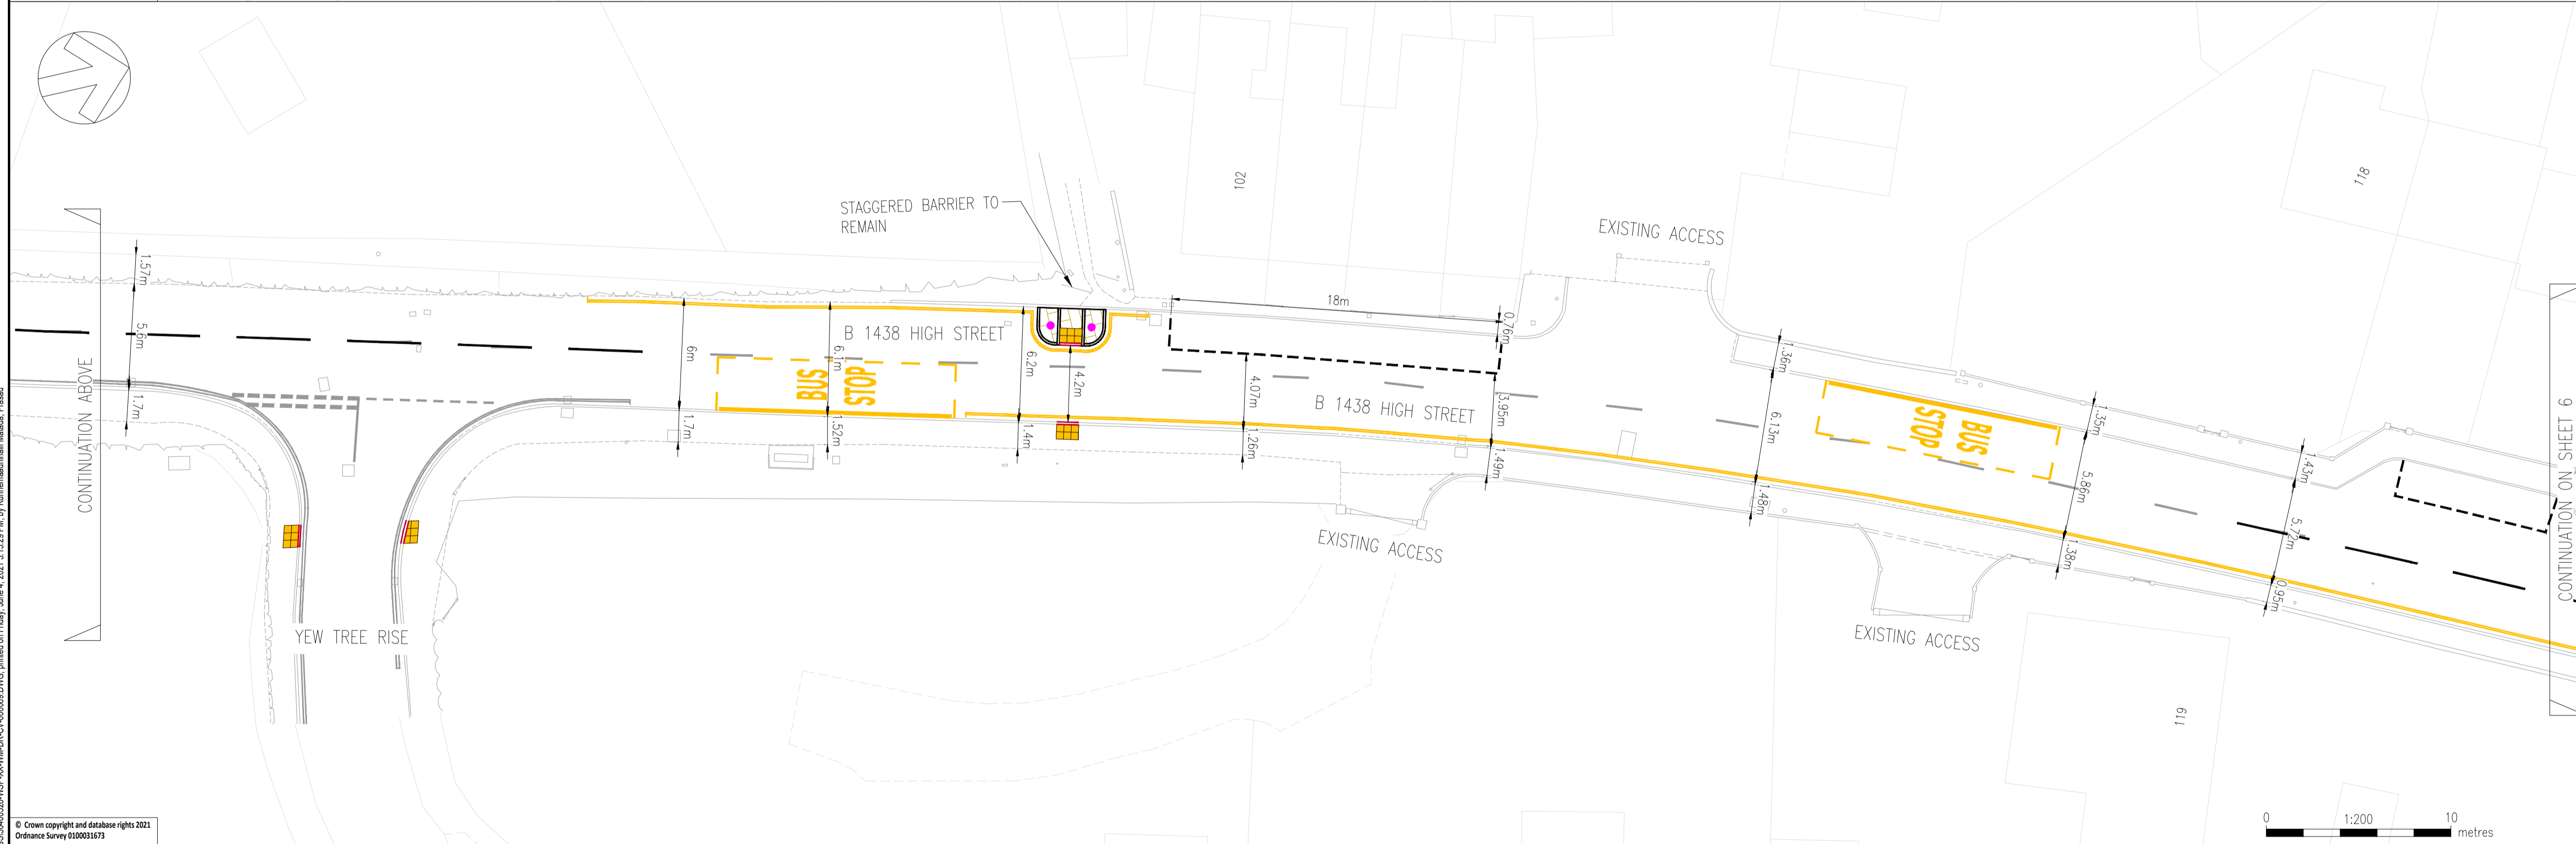 STAGGERED BARRIER TO
REMAIN
102
118
EXISTING ACCESS
18m
1.57m
5.6m
1.7m
CONTINUATION ABOVE
B 1438 HIGH STREET
6m
1.7m
BUS
STOP
6.1m
1.52m
6.2m
1.4m
4.2m
4.07m
1.26m
0.76m
3.95m
1.49m
B 1438 HIGH STREET
1.36m
6.13m
1.48m
BUS
STOP
1.35m
5.86m
1.38m
1.43m
5.72m
0.95m
CONTINUATION ON SHEET 6
EXISTING ACCESS
EXISTING ACCESS
YEW TREE RISE
119
© Crown copyright and database rights 2021
Ordnance Survey 0100031673
0 1:200 10
metres